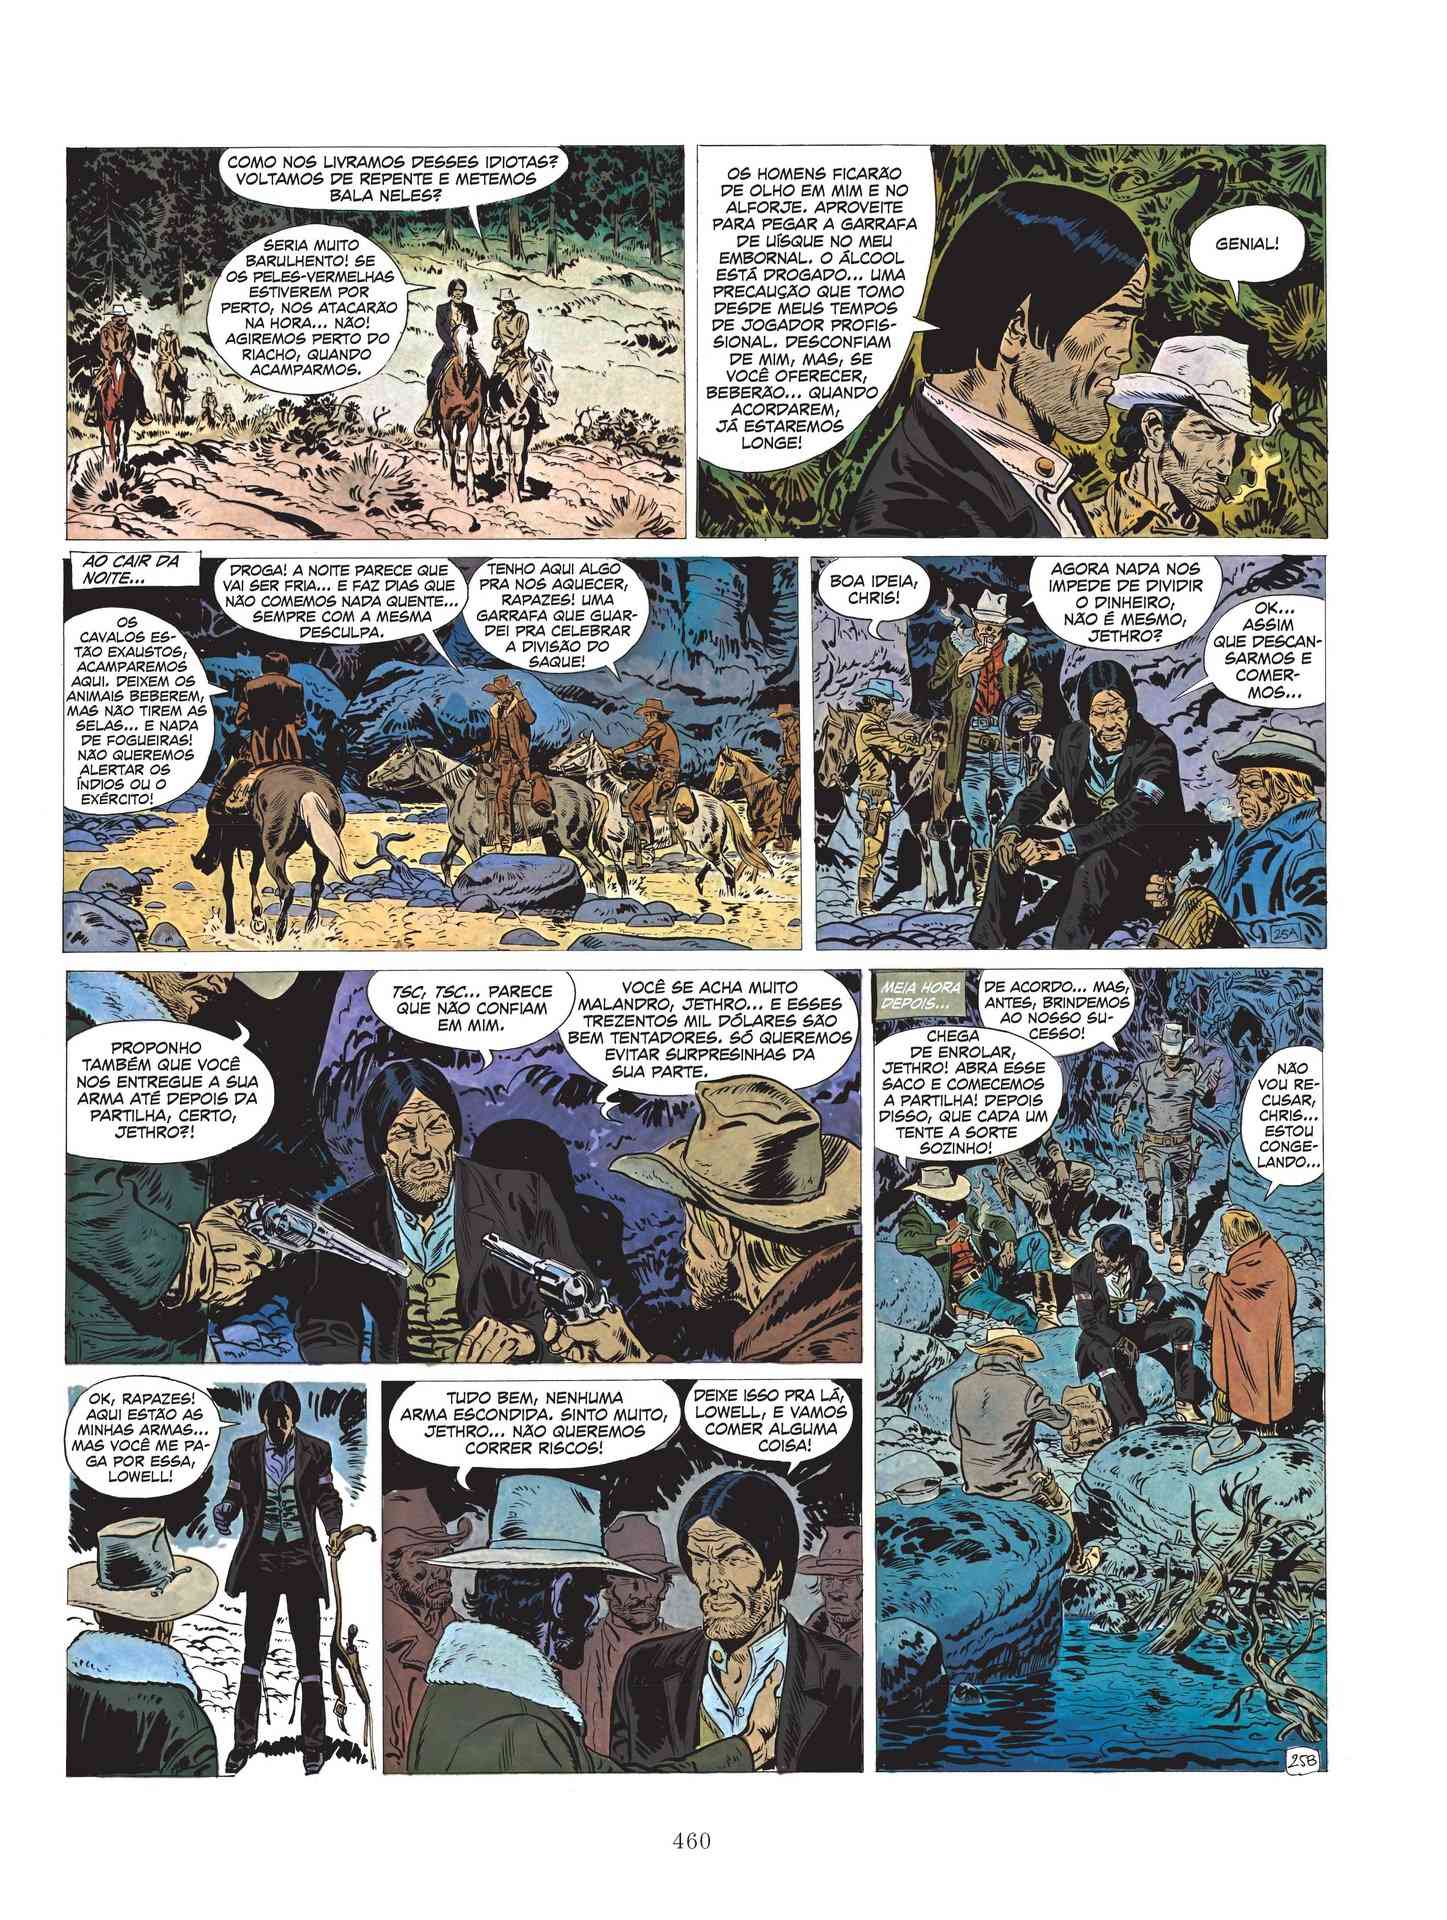 COMO NOS LIVRAMOS DESSES IDIOTAS?
VOLTAMOS DE REPENTE E METEMOS
BALA NELES?
SERIA MUITO
BARULHENTO! SE
OS PELES-VERMELHAS
ESTIVEREM POR
PERTO, NOS ATACARÃO
NA HORA... NÃO!
AGIREMOS PERTO DO
RIACHO, QUANDO
ACAMPARMOS.
OS HOMENS FICARÃO
DE OLHO EM MIM E NO
ALFORJE. APROVEITE
PARA PEGAR A GARRAFA
DE UÍSQUE NO MEU
EMBORNAL. O ÁLCOOL
ESTÁ DROGADO... UMA
PRECAUÇÃO QUE TOMO
DESDE MEUS TEMPOS
DE JOGADOR PROFIS-
SIONAL. DESCONFIAM
DE MIM, MAS, SE
VOCÊ OFERECER,
BEBERÃO... QUANDO
ACORDAREM,
JÁ ESTAREMOS
LONGE!
GENIAL!
AO CAIR DA
NOITE...
OS
CAVALOS ES-
TÃO EXAUSTOS,
ACAMPAREMOS
AQUI. DEIXEM OS
ANIMAIS BEBEREM,
MAS NÃO TIREM AS
SELAS... E NADA
DE FOGUEIRAS!
NÃO QUEREMOS
ALERTAR OS
ÍNDIOS OU O
EXÉRCITO!
DROGA! A NOITE PARECE QUE
VAI SER FRIA... E FAZ DIAS QUE
NÃO COMEMOS NADA QUENTE...
SEMPRE COM A MESMA
DESCULPA.
TENHO AQUI ALGO
PRA NOS AQUECER,
RAPAZES! UMA
GARRAFA QUE GUAR-
DEI PRA CELEBRAR
A DIVISÃO DO
SAQUE!
BOA IDEIA,
CHRIS!
AGORA NADA NOS
IMPEDE DE DIVIDIR
O DINHEIRO,
NÃO É MESMO,
JETHRO?
OK...
ASSIM
QUE DESCAN-
SARMOS E
COMER-
MOS...
25A
PROPONHO
TAMBÉM QUE VOCÊ
NOS ENTREGUE A SUA
ARMA ATÉ DEPOIS DA
PARTILHA, CERTO,
JETHRO?!
TSC, TSC... PARECE
QUE NÃO CONFIAM
EM MIM.
VOCÊ SE ACHA MUITO
MALANDRO, JETHRO... E ESSES
TREZENTOS MIL DÓLARES SÃO
BEM TENTADORES. SÓ QUEREMOS
EVITAR SURPRESINHAS DA
SUA PARTE.
OK, RAPAZES!
AQUI ESTÃO AS
MINHAS ARMAS...
MAS VOCÊ ME PA-
GA POR ESSA,
LOWELL!
TUDO BEM, NENHUMA
ARMA ESCONDIDA. SINTO MUITO,
JETHRO... NÃO QUEREMOS
CORRER RISCOS!
DEIXE ISSO PRA LÁ,
LOWELL, E VAMOS
COMER ALGUMA
COISA!
MEIA HORA
DEPOIS...
CHEGA
DE ENROLAR,
JETHRO! ABRA ESSE
SACO E COMECEMOS
A PARTILHA! DEPOIS
DISSO, QUE CADA UM
TENTE A SORTE
SOZINHO!
DE ACORDO... MAS,
ANTES, BRINDEMOS
AO NOSSO SU-
CESSO!
NÃO
VOU RE-
CUSAR,
CHRIS...
ESTOU
CONGE-
LANDO...
25B
460